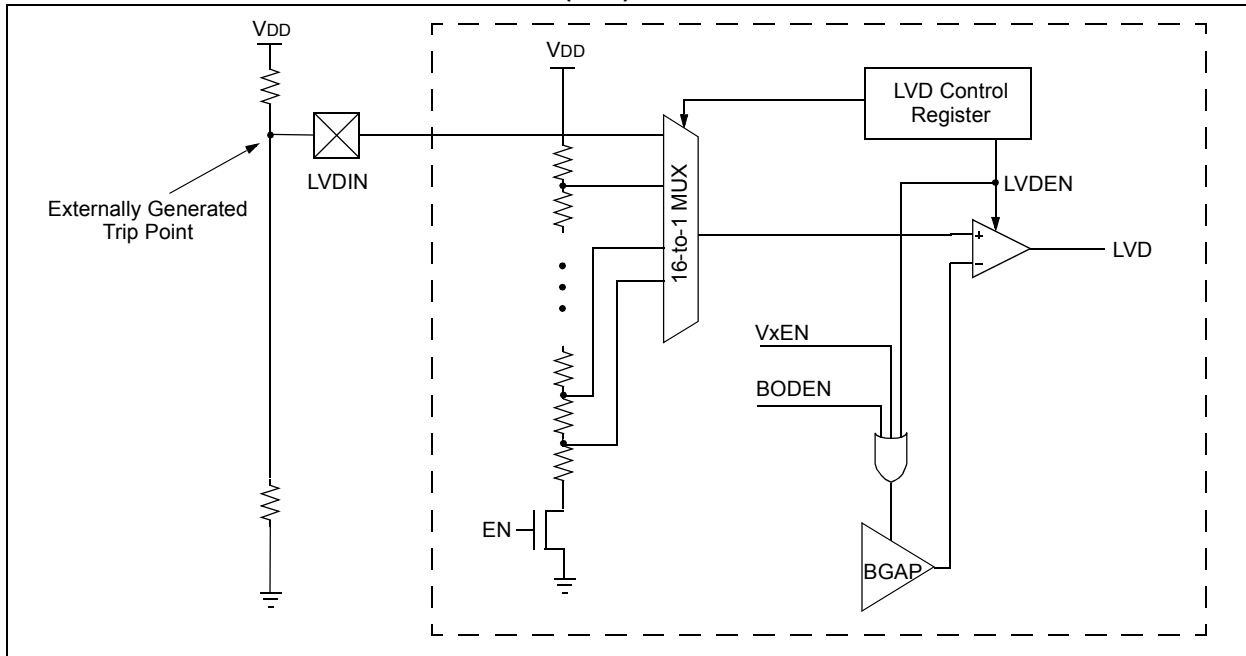 VDD
VDD
LVD Control
Register
LVDIN
16-to-1 MUX
LVDEN
Externally Generated
Trip Point
+
–
LVD
VxEN
BODEN
EN
BGAP